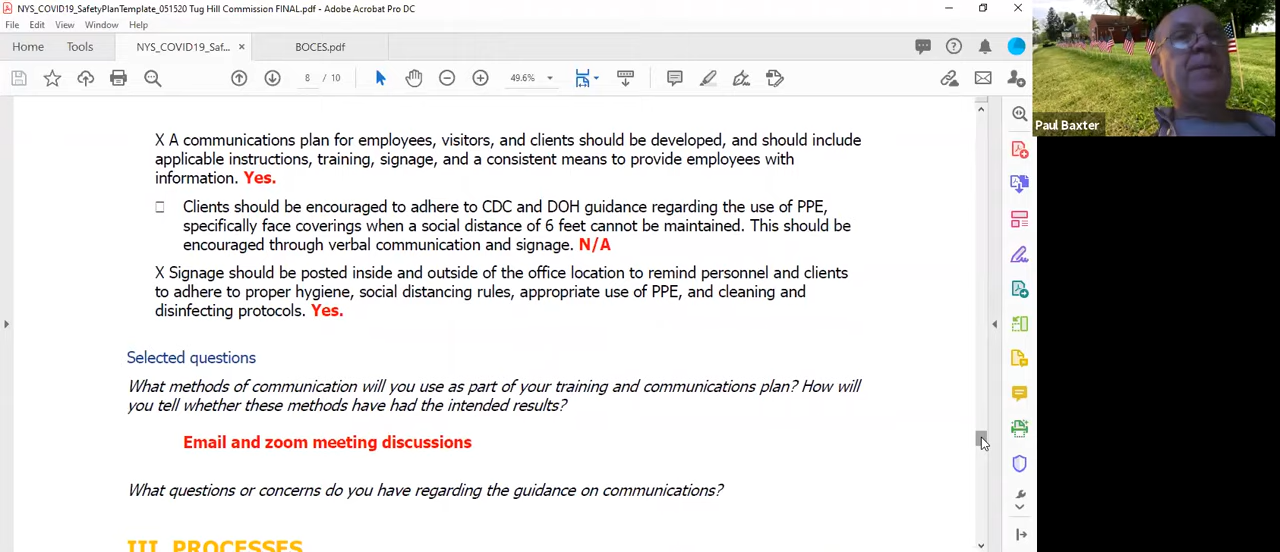 NYS_COVID19_SafetyPlanTemplate_051520 Tug Hill Commission FINAL.pdf - Adobe Acrobat Pro DC
File Edit View Window Help
Home Tools NYS_COVID19_Saf... × BOCES.pdf
8 / 10 49.6%
Paul Baxter
X A communications plan for employees, visitors, and clients should be developed, and should include
applicable instructions, training, signage, and a consistent means to provide employees with
information. Yes.
Clients should be encouraged to adhere to CDC and DOH guidance regarding the use of PPE,
specifically face coverings when a social distance of 6 feet cannot be maintained. This should be
encouraged through verbal communication and signage. N/A
X Signage should be posted inside and outside of the office location to remind personnel and clients
to adhere to proper hygiene, social distancing rules, appropriate use of PPE, and cleaning and
disinfecting protocols. Yes.
Selected questions
What methods of communication will you use as part of your training and communications plan? How will
you tell whether these methods have had the intended results?
Email and zoom meeting discussions
What questions or concerns do you have regarding the guidance on communications?
III. PROCESSES